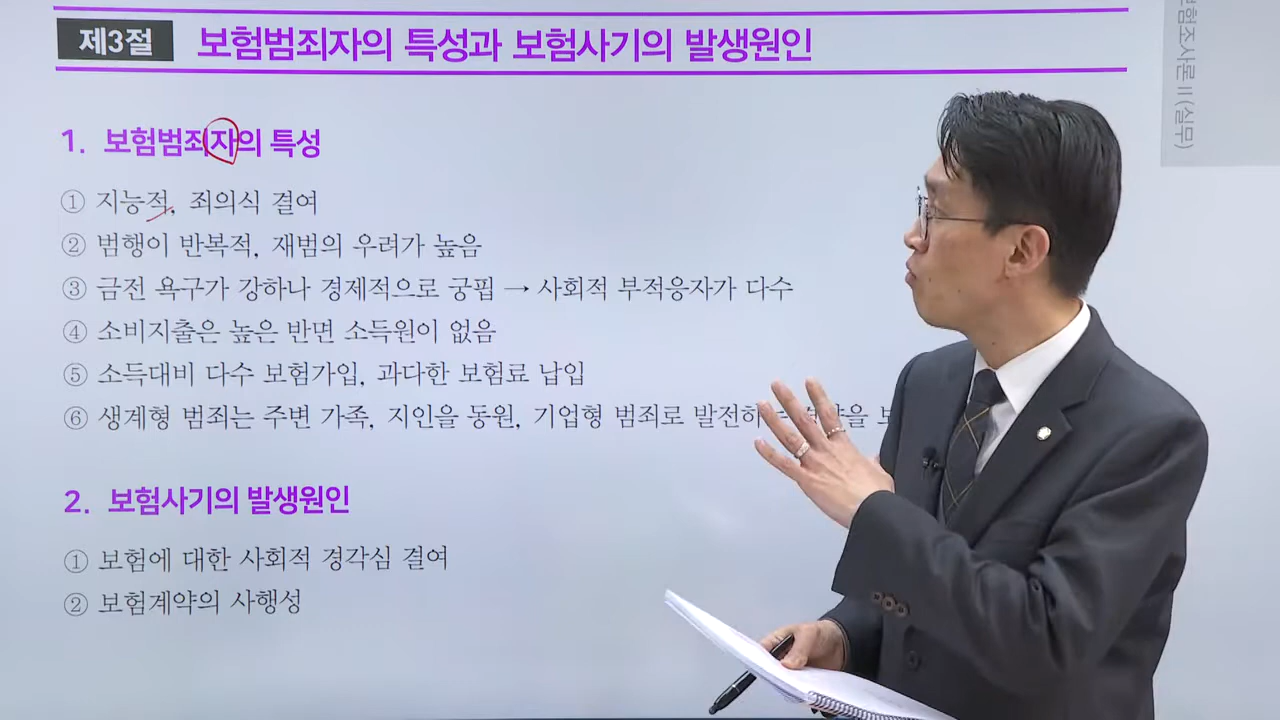 제3절 보험범죄자의 특성과 보험사기의 발생원인
보험조사론 II (실무)
1. 보험범죄자의 특성
① 지능적, 죄의식 결여
② 범행이 반복적, 재범의 우려가 높음
③ 금전 욕구가 강하나 경제적으로 궁핍 → 사회적 부적응자가 다수
④ 소비지출은 높은 반면 소득원이 없음
⑤ 소득대비 다수 보험가입, 과다한 보험료 납입
⑥ 생계형 범죄는 주변 가족, 지인을 동원, 기업형 범죄로
2. 보험사기의 발생원인
① 보험에 대한 사회적 경각심 결여
② 보험계약의 사행성